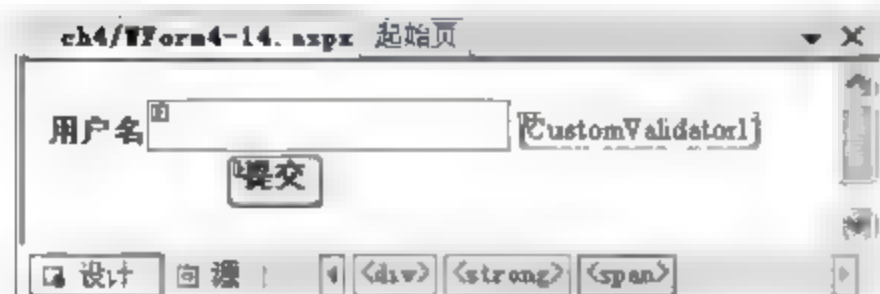 ch4/WForm4-14.aspx 起始页
用户名 CustomValidator1
提交
设计 <div> <strong> <span>